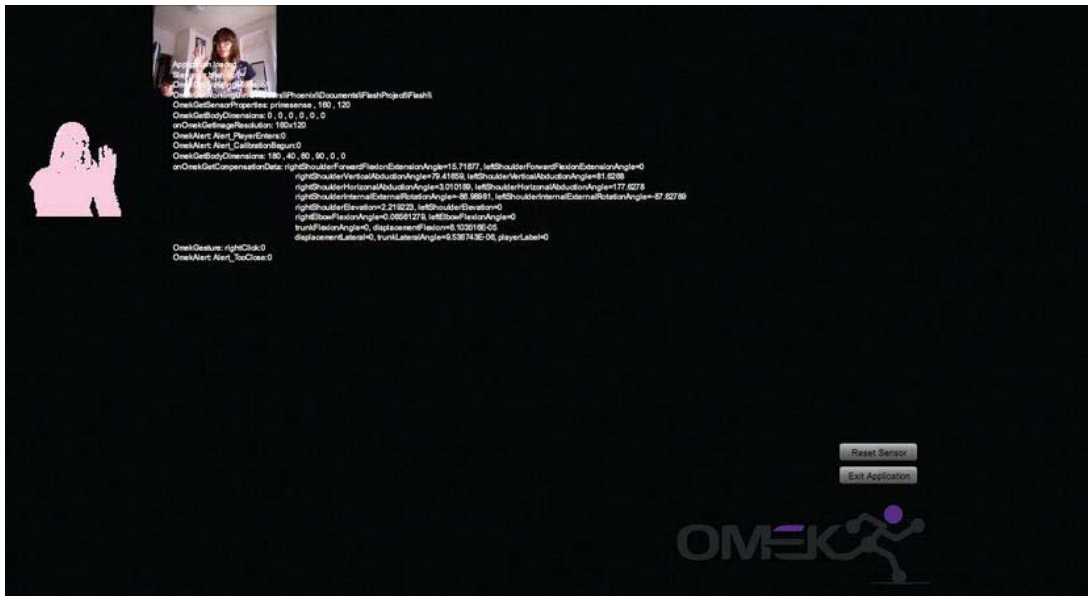 Application loaded
OmekGetSensorProperties: primesense , 160 , 120
OmekGetBodyDimensions: 0 , 0 , 0 , 0 , 0 , 0
onOmekGetImageResolution: 160x120
OmekAlert: Alert_PlayerEnters:0
OmekAlert: Alert_CalibrationBegun:0
OmekGetBodyDimensions: 180 , 40 , 60 , 90 , 0 , 0
onOmekGetCompensationData: rightShoulderForwardFlexionExtensionAngle=15.71677, leftShoulderForwardFlexionExtensionAngle=0
rightShoulderVerticalAbductionAngle=79.41659, leftShoulderVerticalAbductionAngle=81.6268
rightShoulderHorizonalAbductionAngle=3.010189, leftShoulderHorizonalAbductionAngle=177.6278
rightShoulderInternalExternalRotationAngle=-86.96981, leftShoulderInternalExternalRotationAngle=-87.62789
rightShoulderElevation=2.219223, leftShoulderElevation=0
rightElbowFlexionAngle=0.06561279, leftElbowFlexionAngle=0
trunkFlexionAngle=0, displacementFlexion=6.103516E-05
displacementLateral=0, trunkLateralAngle=9.536743E-06, playerLabel=0
OmekGesture: rightClick:0
OmekAlert: Alert_TooClose:0
Reset Sensor
Exit Application
OMEK